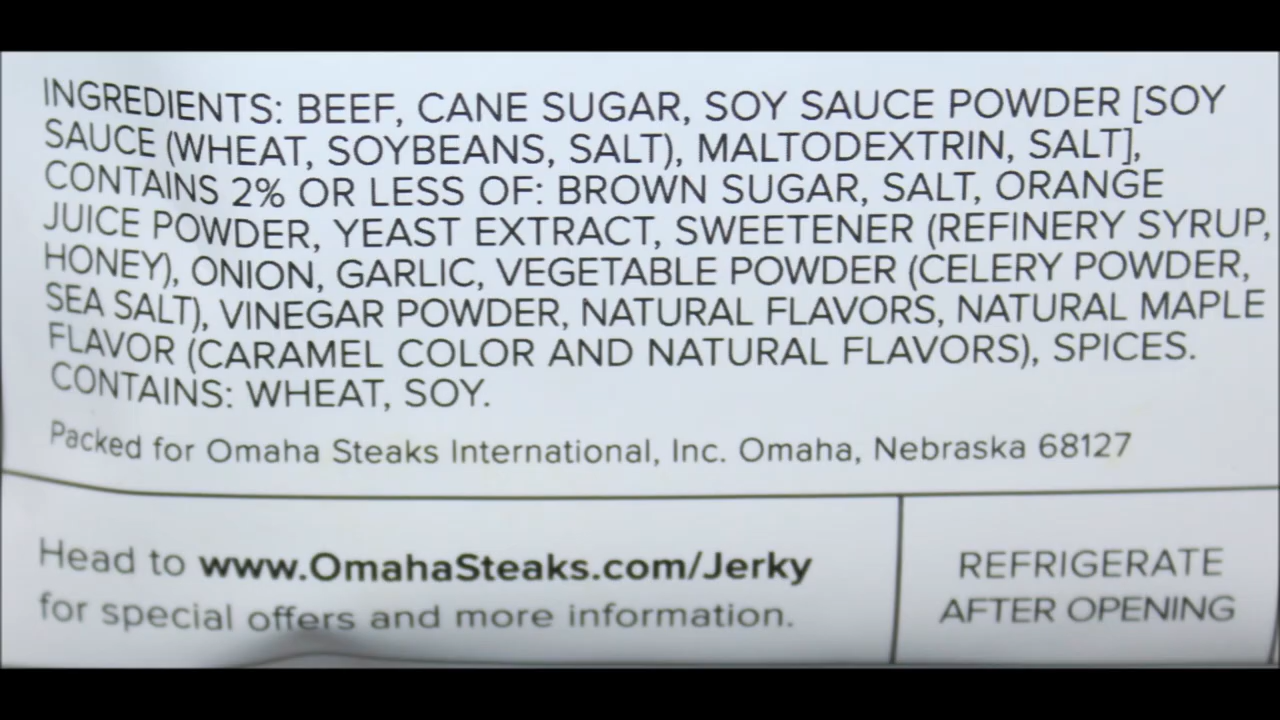 INGREDIENTS: BEEF, CANE SUGAR, SOY SAUCE POWDER [SOY
SAUCE (WHEAT, SOYBEANS, SALT), MALTODEXTRIN, SALT],
CONTAINS 2% OR LESS OF: BROWN SUGAR, SALT, ORANGE
JUICE POWDER, YEAST EXTRACT, SWEETENER (REFINERY SYRUP,
HONEY), ONION, GARLIC, VEGETABLE POWDER (CELERY POWDER,
SEA SALT), VINEGAR POWDER, NATURAL FLAVORS, NATURAL MAPLE
FLAVOR (CARAMEL COLOR AND NATURAL FLAVORS), SPICES.
CONTAINS: WHEAT, SOY.
Packed for Omaha Steaks International, Inc. Omaha, Nebraska 68127
Head to www.OmahaSteaks.com/Jerky
for special offers and more information.
REFRIGERATE
AFTER OPENING